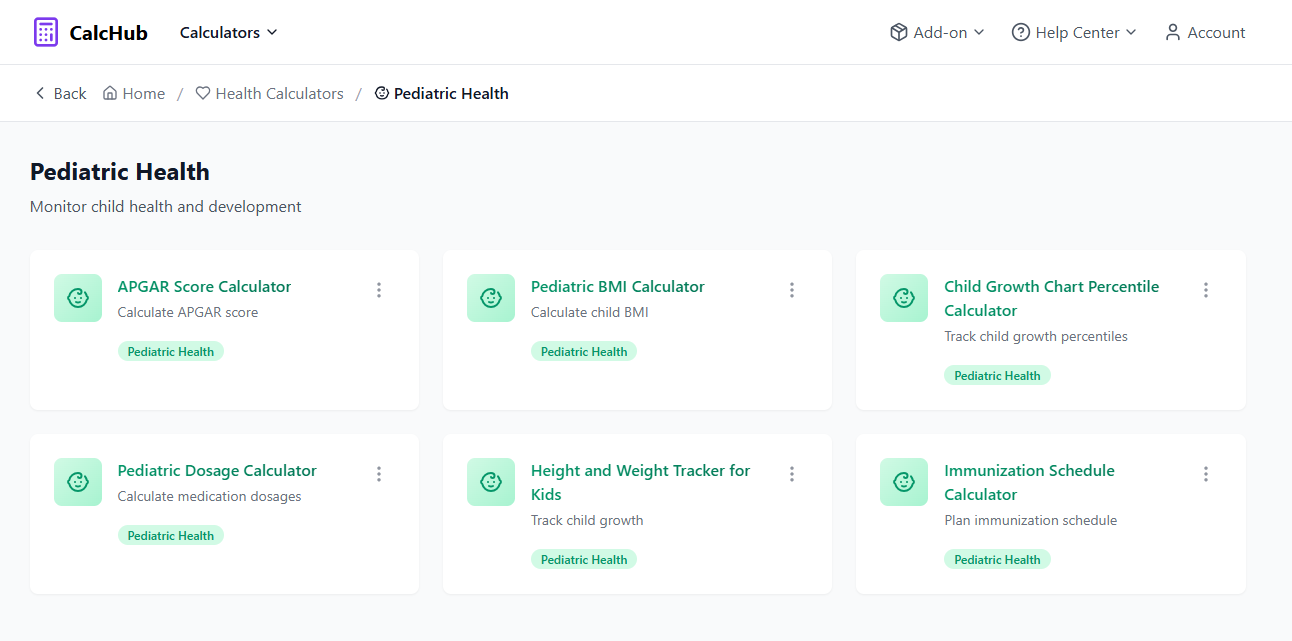 CalcHub Calculators Add-on Help Center Account
Back Home / Health Calculators / Pediatric Health
Pediatric Health
Monitor child health and development
APGAR Score Calculator
Calculate APGAR score
Pediatric Health
Pediatric BMI Calculator
Calculate child BMI
Pediatric Health
Child Growth Chart Percentile
Calculator
Track child growth percentiles
Pediatric Health
Pediatric Dosage Calculator
Calculate medication dosages
Pediatric Health
Height and Weight Tracker for
Kids
Track child growth
Pediatric Health
Immunization Schedule
Calculator
Plan immunization schedule
Pediatric Health